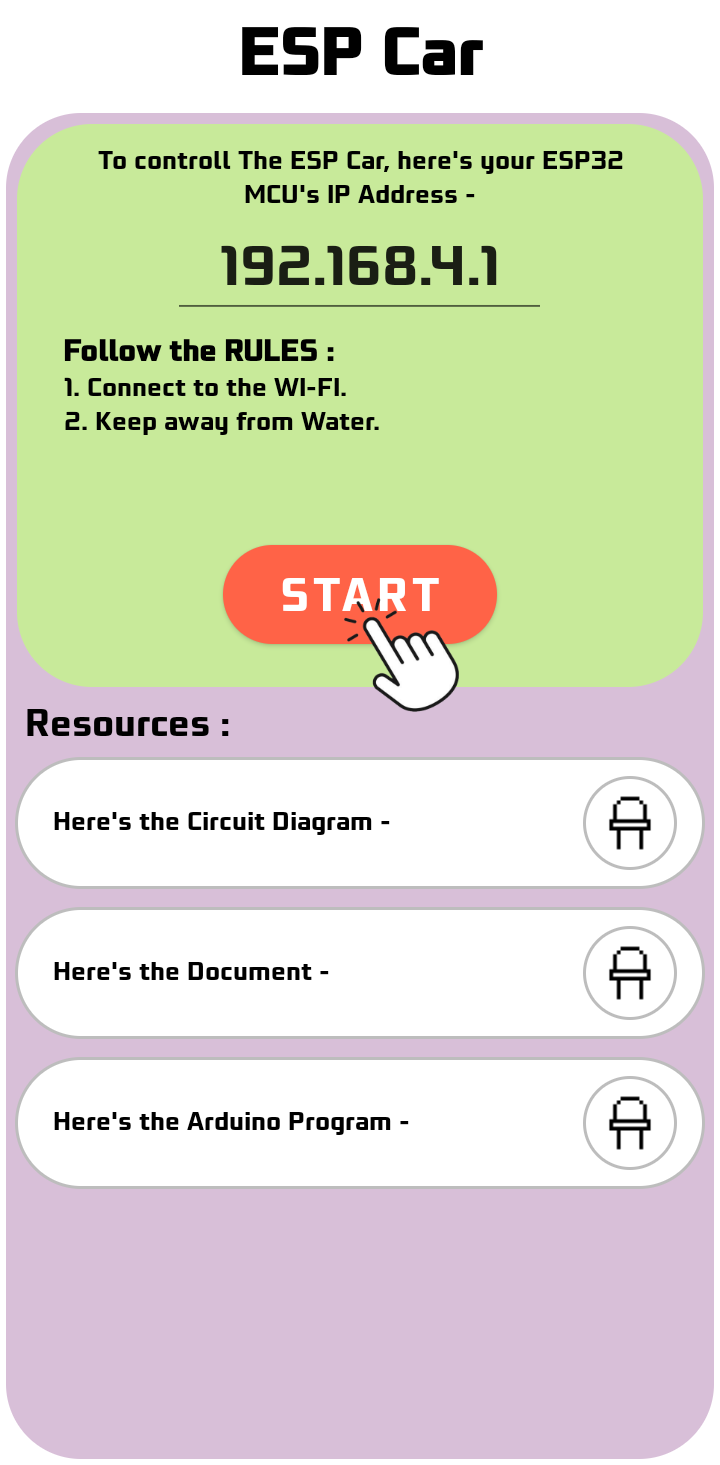 ESP Car
To controll The ESP Car, here's your ESP32
MCU's IP Address -
192.168.4.1
Follow the RULES :
1. Connect to the WI-FI.
2. Keep away from Water.
START
Resources :
Here's the Circuit Diagram -
Here's the Document -
Here's the Arduino Program -